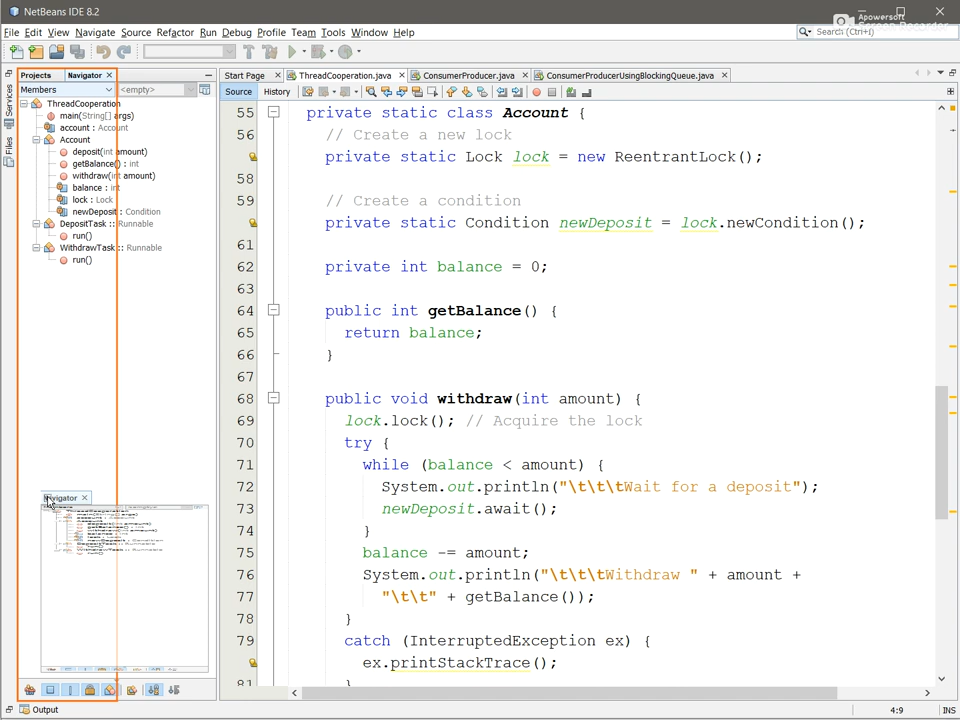 NetBeans IDE 8.2
Apowersoft
Screen Recorder
File Edit View Navigate Source Refactor Run Debug Profile Team Tools Window Help
Search (Ctrl+I)
Projects Navigator
Start Page ThreadCooperation.java ConsumerProducer.java ConsumerProducerUsingBlockingQueue.java
Members <empty>
Source History
Services
Files
ThreadCooperation
main(String[] args)
account : Account
Account
deposit(int amount)
getBalance() : int
withdraw(int amount)
balance : int
lock : Lock
newDeposit : Condition
DepositTask :: Runnable
run()
WithdrawTask :: Runnable
run()
55 private static class Account {
56 // Create a new lock
private static Lock lock = new ReentrantLock();
58
59 // Create a condition
private static Condition newDeposit = lock.newCondition();
61
62 private int balance = 0;
63
64 public int getBalance() {
65 return balance;
66 }
67
68 public void withdraw(int amount) {
69 lock.lock(); // Acquire the lock
70 try {
71 while (balance < amount) {
72 System.out.println("\t\t\tWait for a deposit");
73 newDeposit.await();
74 }
75 balance -= amount;
76 System.out.println("\t\t\tWithdraw " + amount +
77 "\t\t" + getBalance());
78 }
79 catch (InterruptedException ex) {
ex.printStackTrace();
81 }
Output
4:9 INS